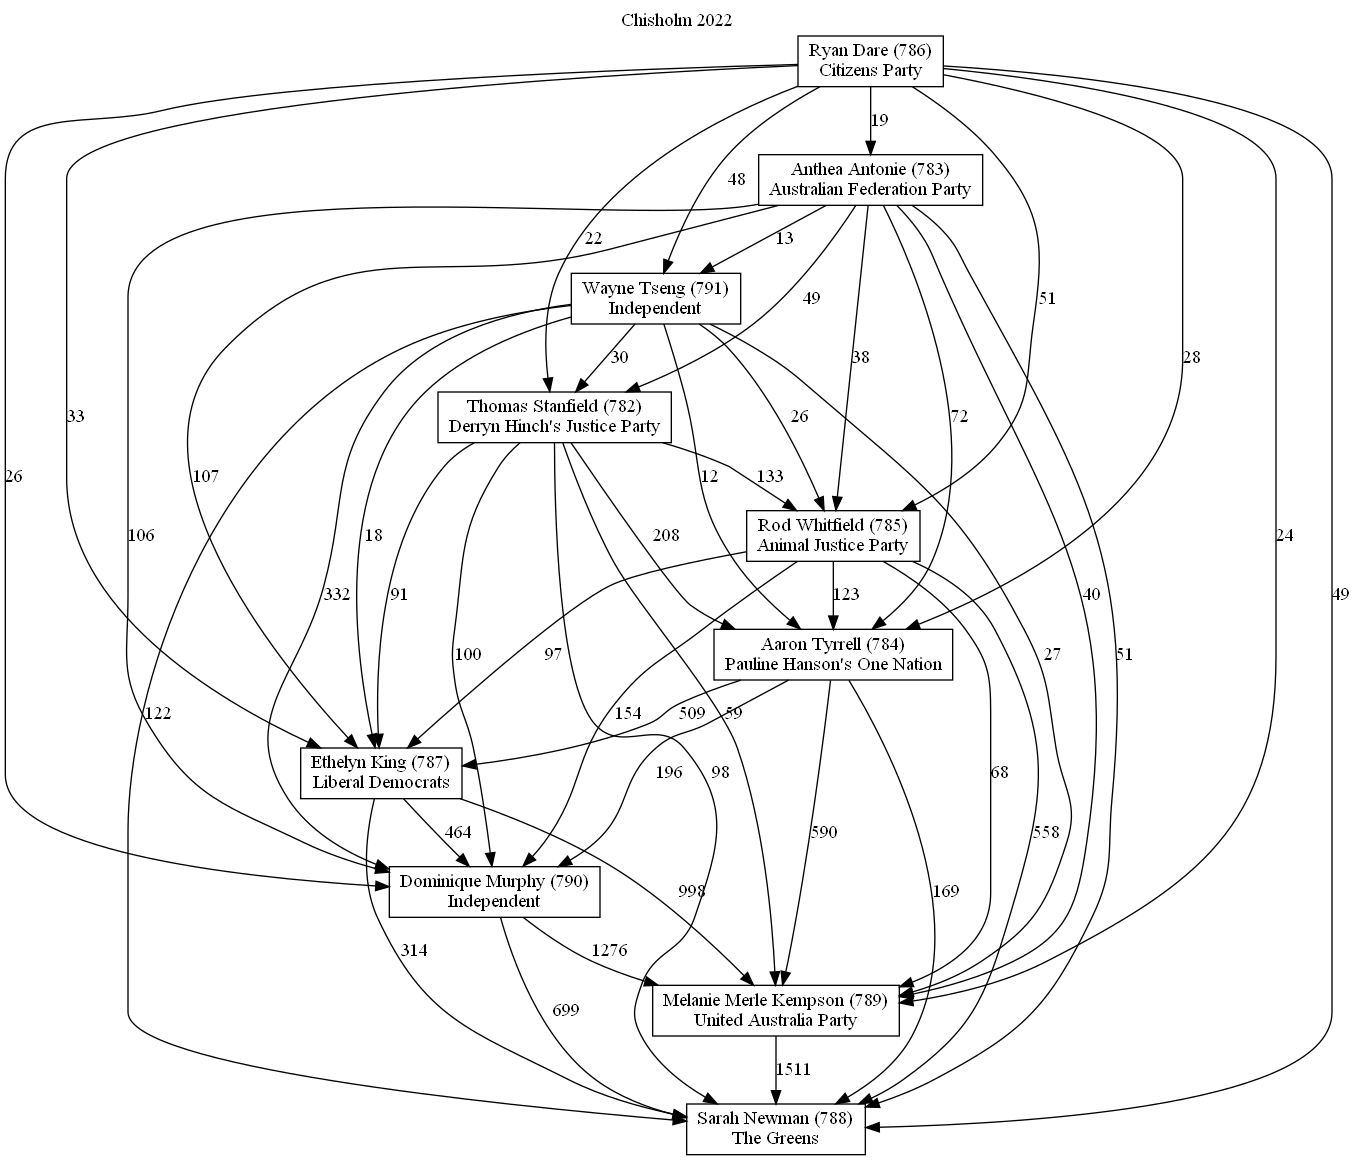 Chisholm 2022
Ryan Dare (786)
Citizens Party
19
Anthea Antonie (783)
Australian Federation Party
48
22
13
51
49
Wayne Tseng (791)
Independent
30
38
28
26
72
33
Thomas Stanfield (782)
Derryn Hinch's Justice Party
26
107
18
12
133
106
208
Rod Whitfield (785)
Animal Justice Party
24
332
91
123
40
49
100
97
27
51
Aaron Tyrrell (784)
Pauline Hanson's One Nation
122
154
509
59
196
98
68
Ethelyn King (787)
Liberal Democrats
464
590
558
998
169
Dominique Murphy (790)
Independent
314
1276
699
Melanie Merle Kempson (789)
United Australia Party
1511
Sarah Newman (788)
The Greens